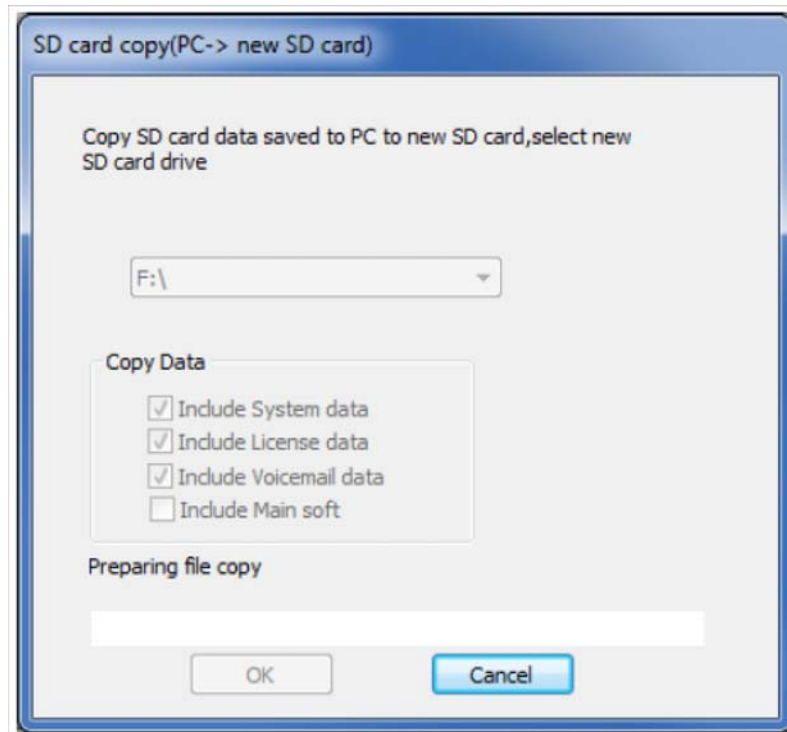 SD card copy(PC-> new SD card)
Copy SD card data saved to PC to new SD card,select new
SD card drive
F:\
Copy Data
Include System data
Include License data
Include Voicemail data
Include Main soft
Preparing file copy
OK
Cancel